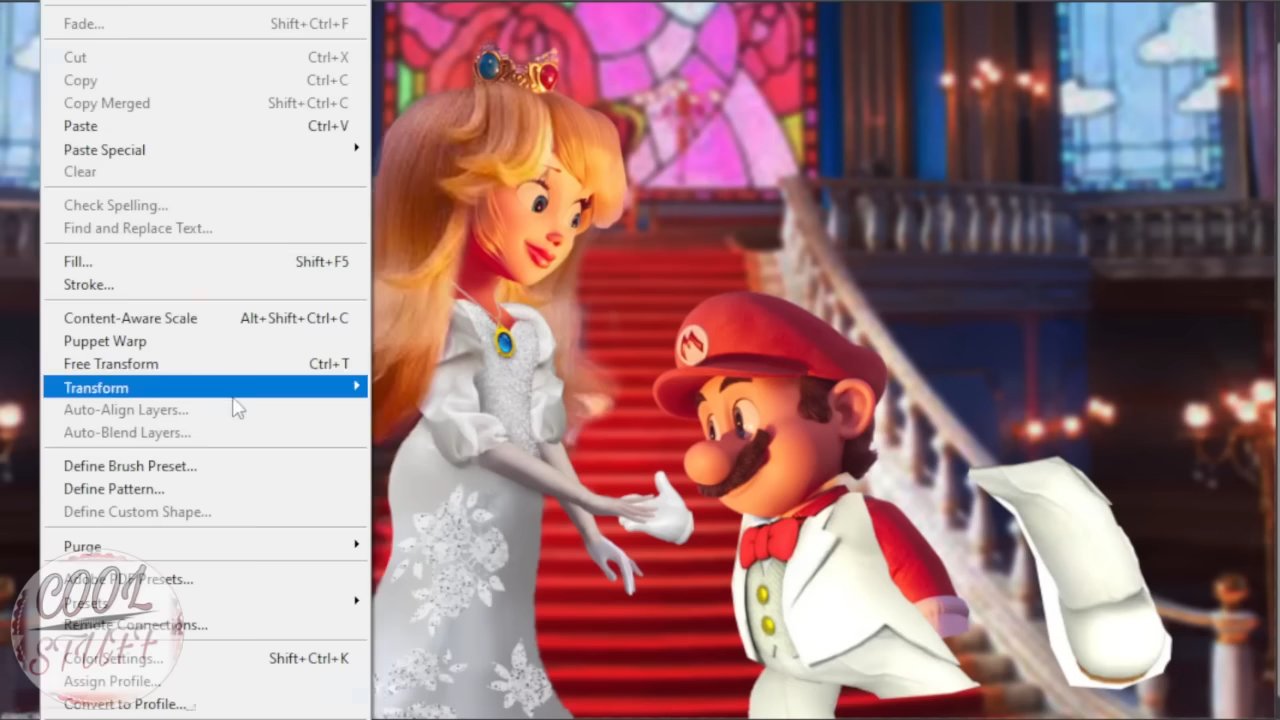 Fade... Shift+Ctrl+F
Cut Ctrl+X
Copy Ctrl+C
Copy Merged Shift+Ctrl+C
Paste Ctrl+V
Paste Special
Clear
Check Spelling...
Find and Replace Text...
Fill... Shift+F5
Stroke...
Content-Aware Scale Alt+Shift+Ctrl+C
Puppet Warp
Free Transform Ctrl+T
Transform
Auto-Align Layers...
Auto-Blend Layers...
Define Brush Preset...
Define Pattern...
Define Custom Shape...
Purge
Adobe PDF Presets...
Presets
Remote Connections...
Color Settings... Shift+Ctrl+K
Assign Profile...
Convert to Profile...
COOL
STUFF
M